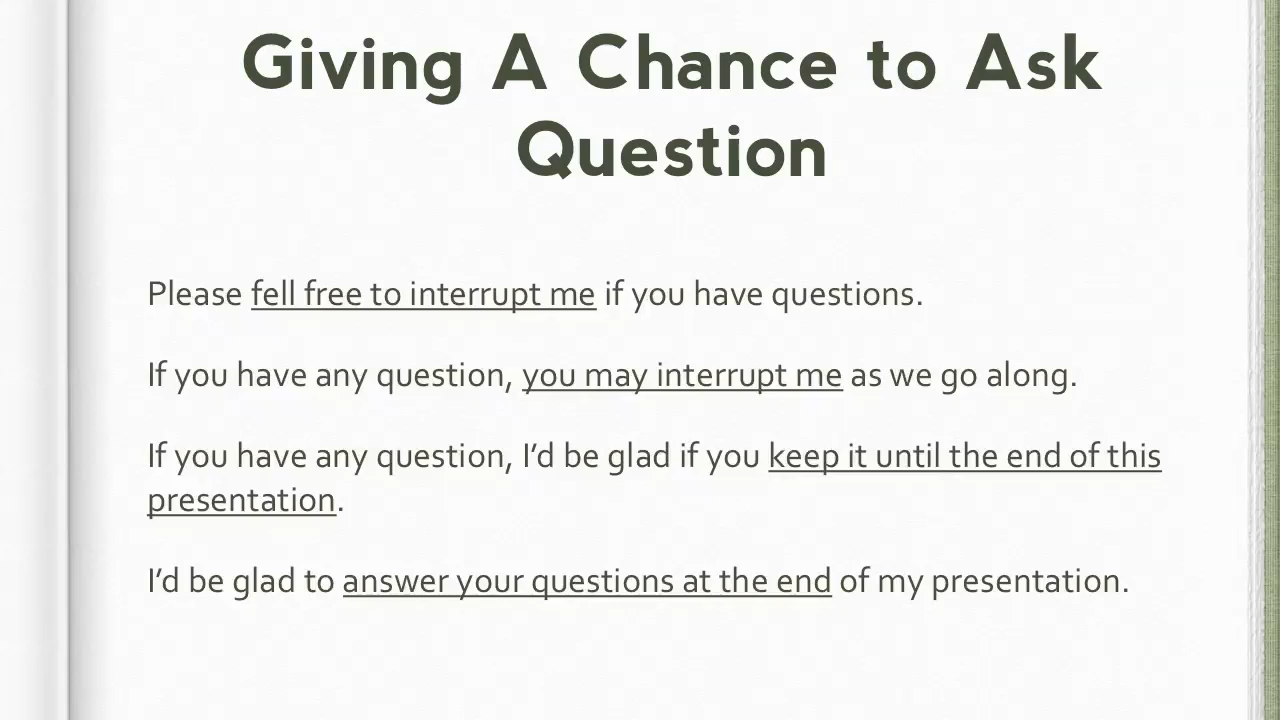 Giving A Chance to Ask
Question
Please fell free to interrupt me if you have questions.
If you have any question, you may interrupt me as we go along.
If you have any question, I’d be glad if you keep it until the end of this
presentation.
I’d be glad to answer your questions at the end of my presentation.